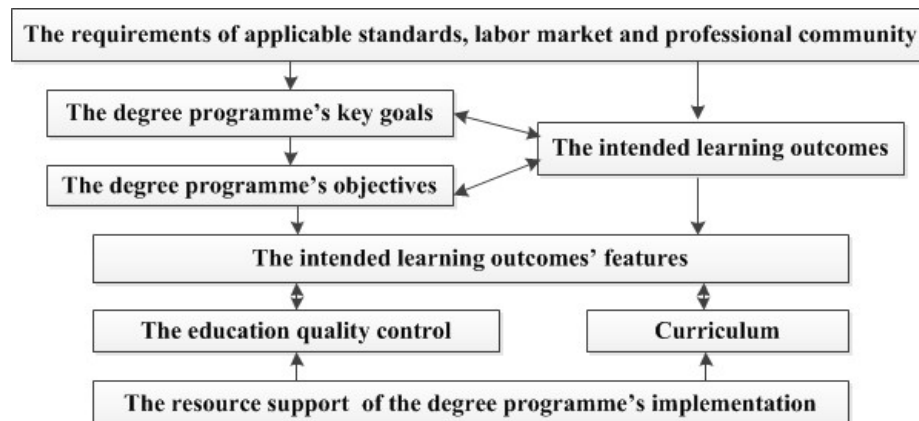 The requirements of applicable standards, labor market and professional community
The degree programme’s key goals
The intended learning outcomes
The degree programme’s objectives
The intended learning outcomes’ features
The education quality control
Curriculum
The resource support of the degree programme’s implementation